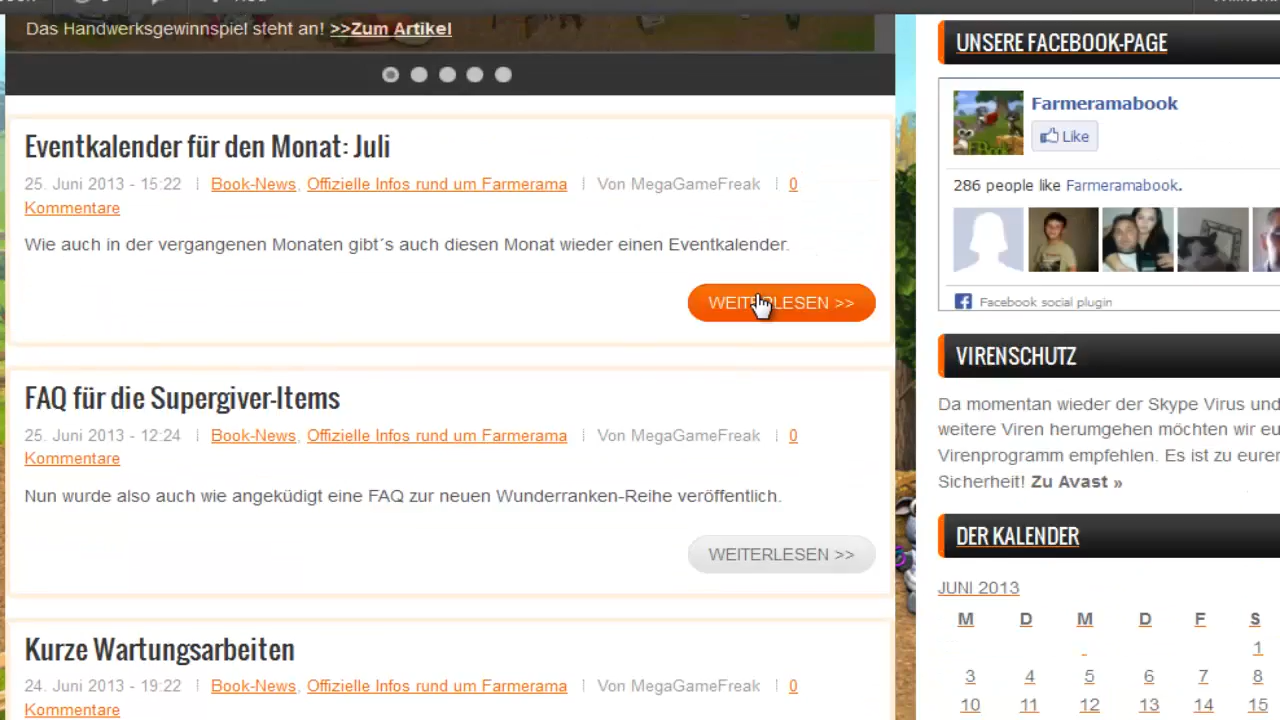 Das Handwerksgewinnspiel steht an! >>Zum Artikel
Eventkalender für den Monat: Juli
25. Juni 2013 - 15:22 | Book-News, Offizielle Infos rund um Farmerama | Von MegaGameFreak | 0
Kommentare
Wie auch in der vergangenen Monaten gibt´s auch diesen Monat wieder einen Eventkalender.
WEITERLESEN >>
FAQ für die Supergiver-Items
25. Juni 2013 - 12:24 | Book-News, Offizielle Infos rund um Farmerama | Von MegaGameFreak | 0
Kommentare
Nun wurde also auch wie angeküdigt eine FAQ zur neuen Wunderranken-Reihe veröffentlich.
WEITERLESEN >>
Kurze Wartungsarbeiten
24. Juni 2013 - 19:22 | Book-News, Offizielle Infos rund um Farmerama | Von MegaGameFreak | 0
Kommentare
UNSERE FACEBOOK-PAGE
Farmeramabook
Like
286 people like Farmeramabook.
Facebook social plugin
VIRENSCHUTZ
Da momentan wieder der Skype Virus und
weitere Viren herumgehen möchten wir eu
Virenprogramm empfehlen. Es ist zu eurer
Sicherheit! Zu Avast »
DER KALENDER
JUNI 2013
M D M D F S
1
3 4 5 6 7 8
10 11 12 13 14 15